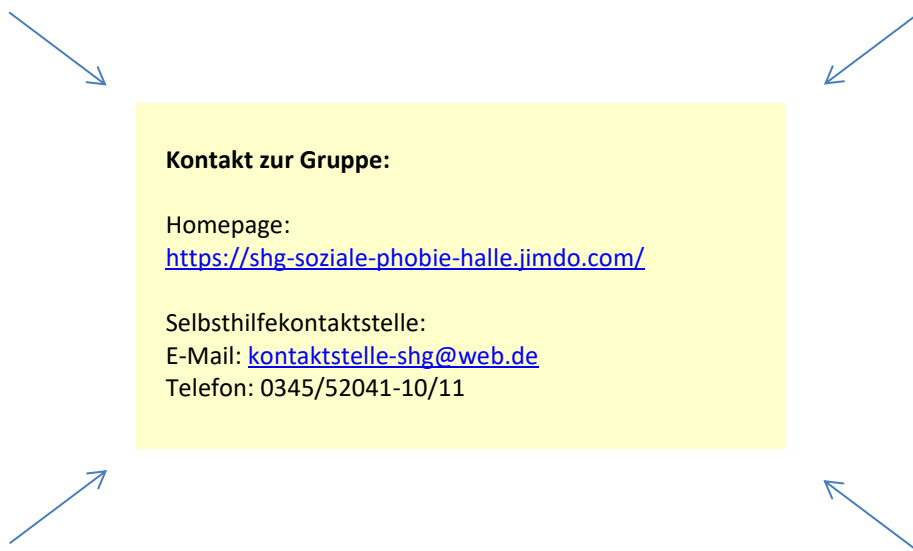 Kontakt zur Gruppe:
Homepage:
https://shg-soziale-phobie-halle.jimdo.com/
Selbsthilfekontaktstelle:
E-Mail: kontaktstelle-shg@web.de
Telefon: 0345/52041-10/11